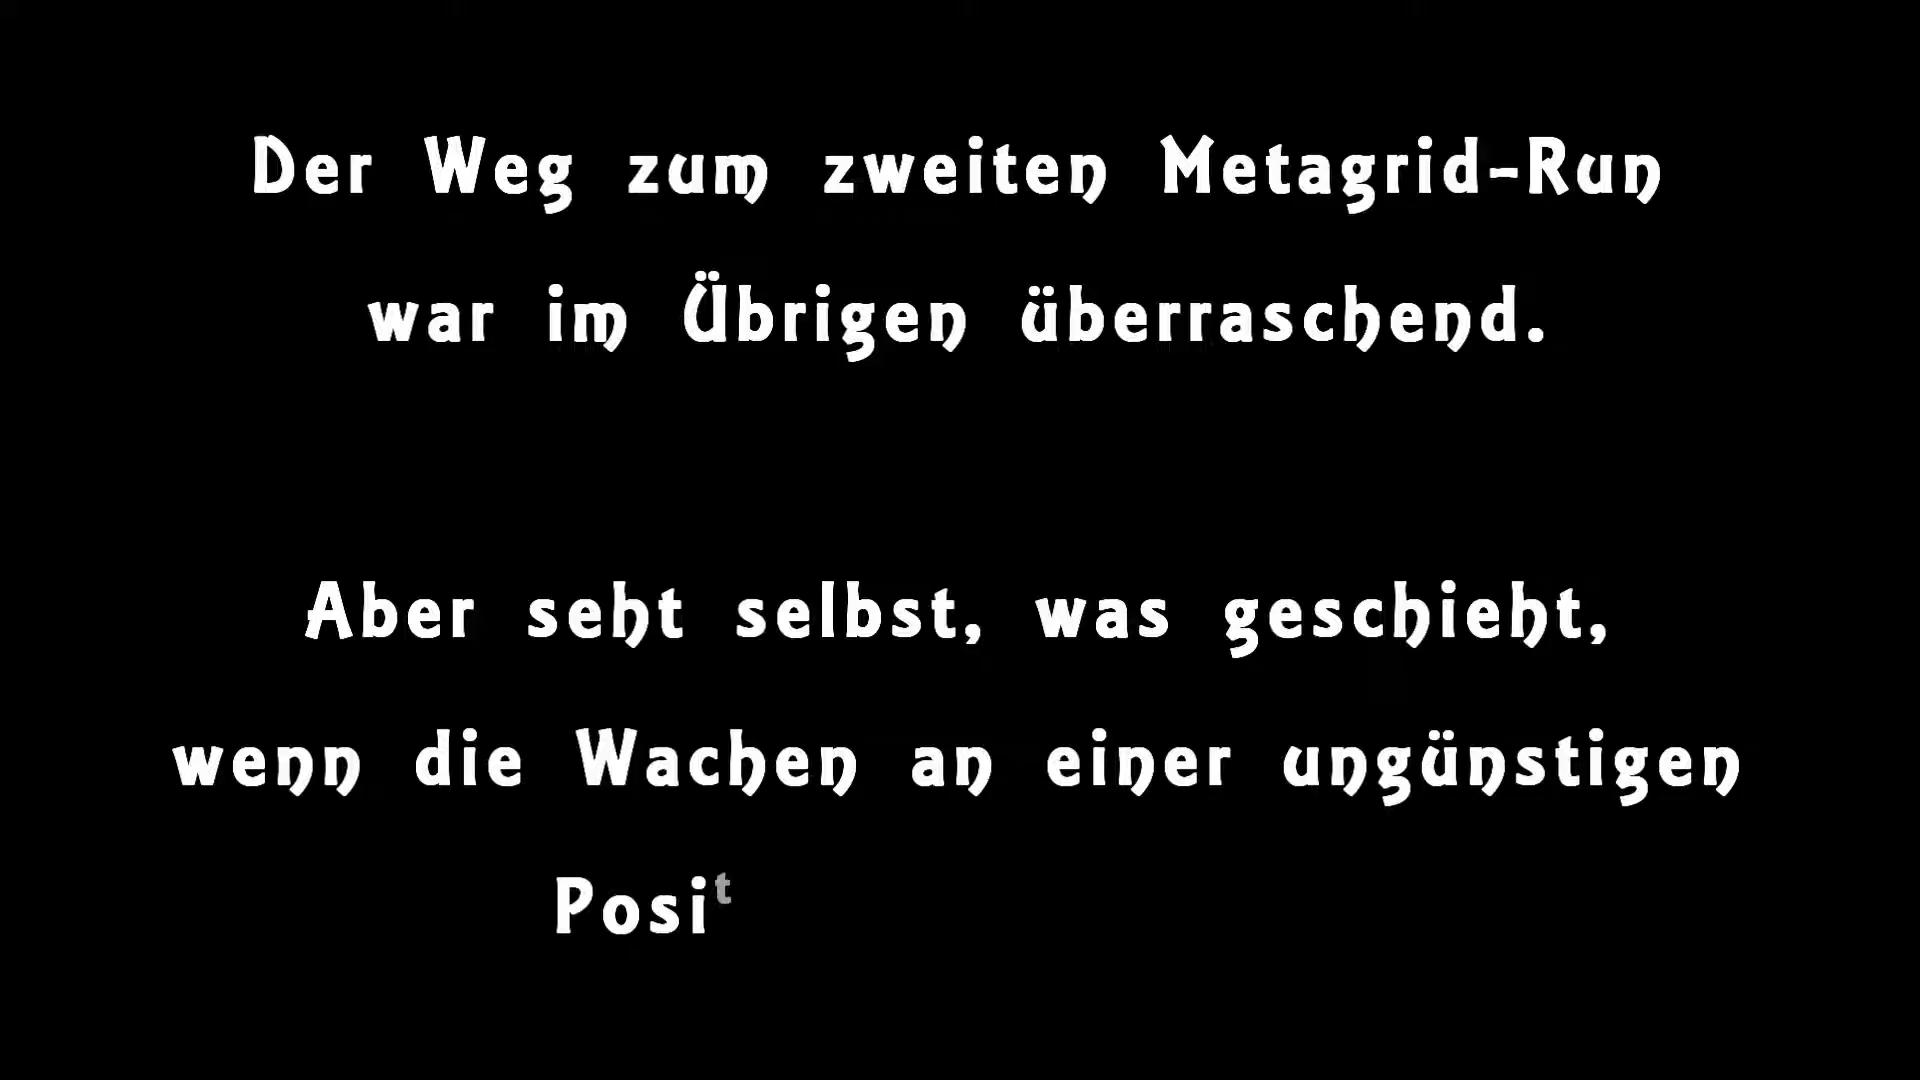 Der Weg zum zweiten Metagrid-Run
war im Übrigen überraschend.
Aber seht selbst, was geschieht,
wenn die Wachen an einer ungünstigen
Posit